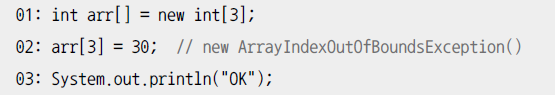 01: int arr[] = new int[3];
02: arr[3] = 30;  // new ArrayIndexOutOfBoundsException()
03: System.out.println("OK");